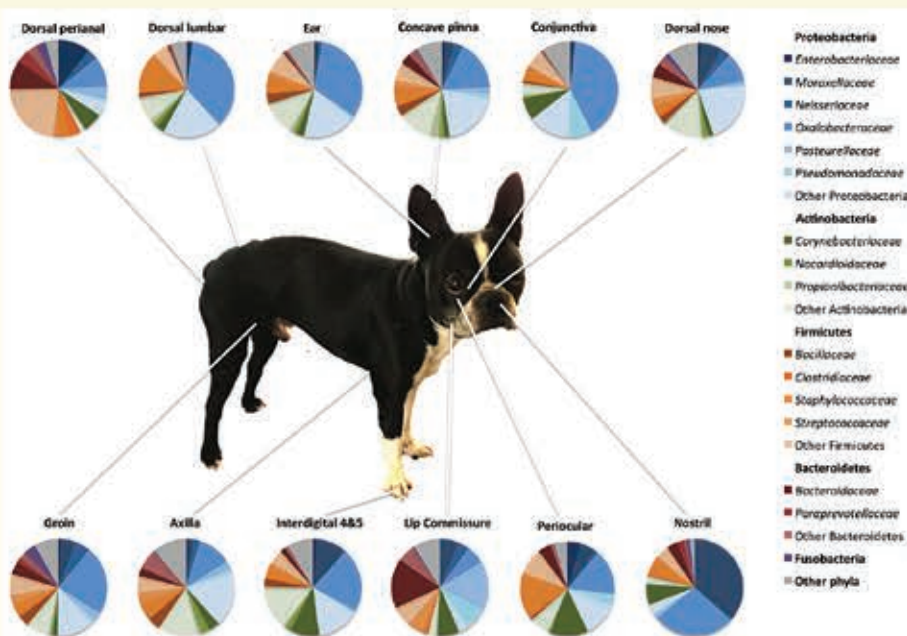 Dorsal perianal
Dorsal lumbar
Ear
Concave pinna
Conjunctiva
Dorsal nose
Groin
Axilla
Interdigital 4&5
Lip Commissure
Periocular
Nostril
Proteobacteria
Enterobacteriaceae
Moraxellaceae
Neisseriaceae
Oxalobacteraceae
Pasteurellaceae
Pseudomonadaceae
Other Proteobacteria
Actinobacteria
Corynebacteriaceae
Nocardioidaceae
Propionibacteriaceae
Other Actinobacteria
Firmicutes
Bacillaceae
Clostridiaceae
Staphylococcaceae
Streptococcaceae
Other Firmicutes
Bacteroidetes
Bacteroidaceae
Paraprevotellaceae
Other Bacteroidetes
Fusobacteria
Other phyla